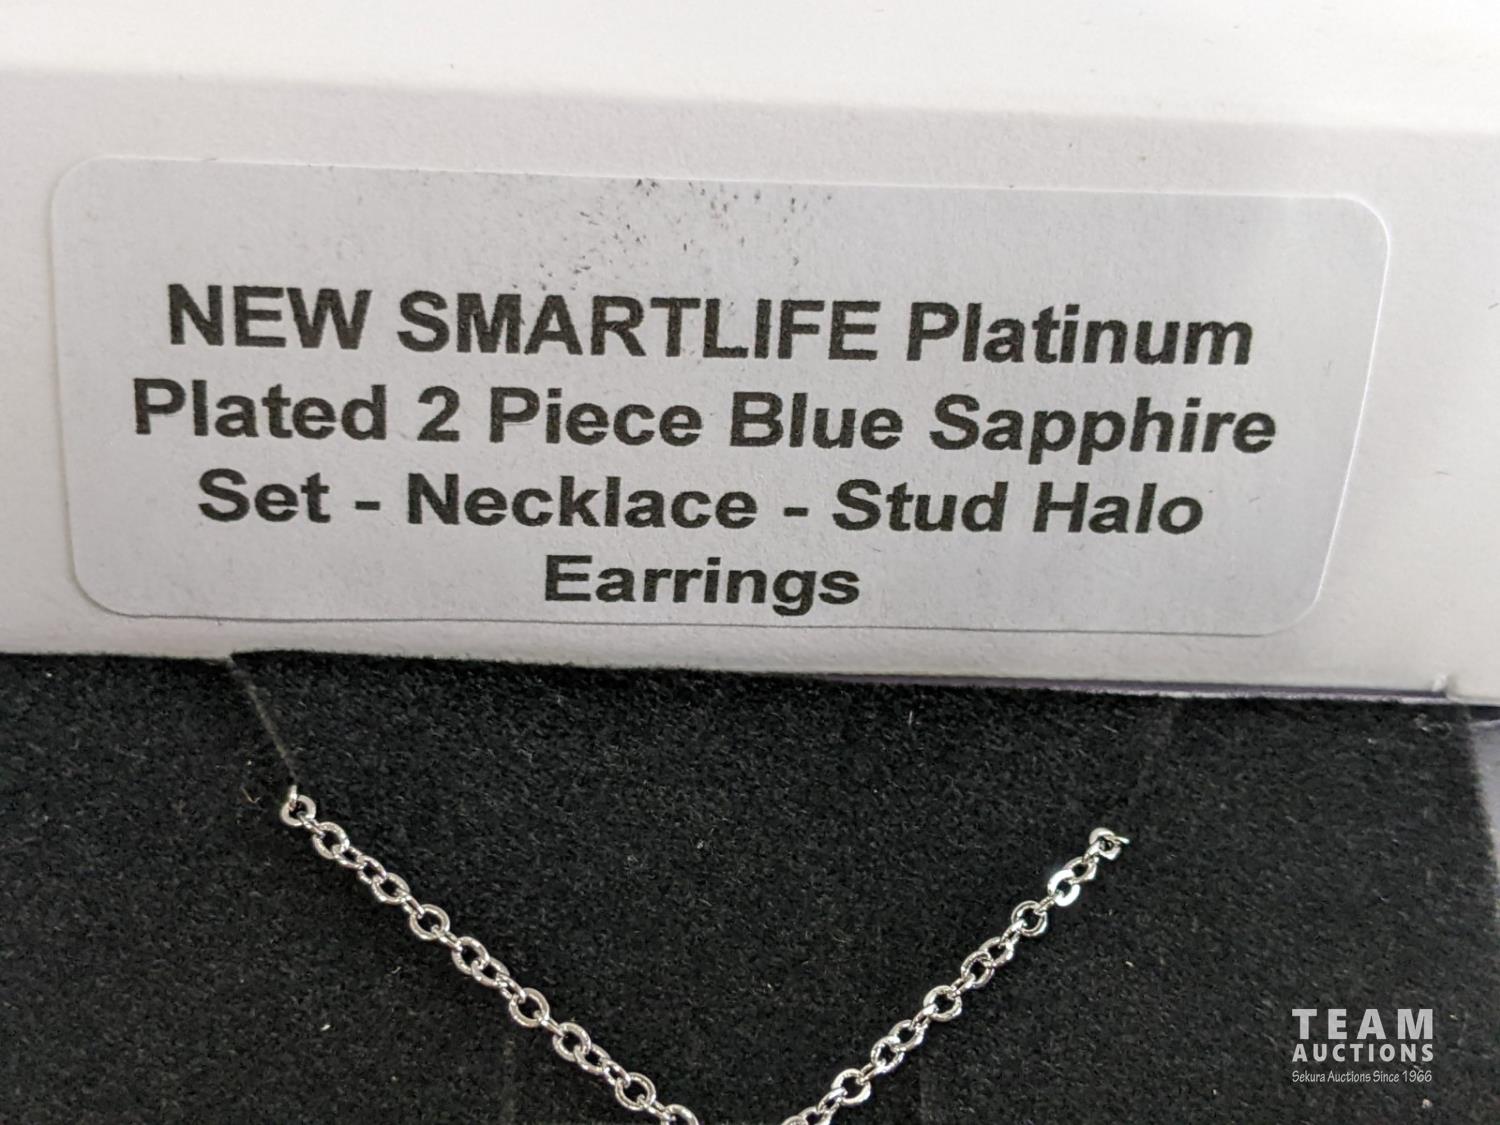 NEW SMARTLIFE Platinum
Plated 2 Piece Blue Sapphire
Set - Necklace - Stud Halo
Earrings
TEAM
AUCTIONS
Sekura Auctions Since 1966